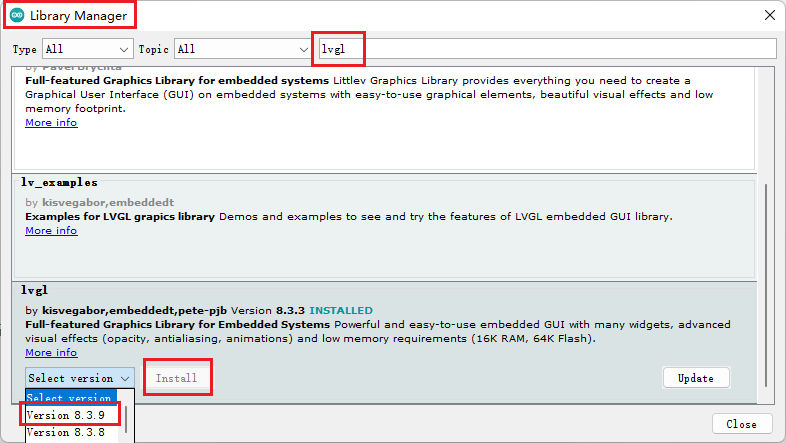 Library Manager
Type All Topic All lvgl
by Pavel Brychta
Full-featured Graphics Library for embedded systems Littlev Graphics Library provides everything you need to create a
Graphical User Interface (GUI) on embedded systems with easy-to-use graphical elements, beautiful visual effects and low
memory footprint.
More info
lv_examples
by kisvegabor,embeddedt
Examples for LVGL grapics library Demos and examples to see and try the features of LVGL embedded GUI library.
More info
lvgl
by kisvegabor,embeddedt,pete-pjb Version 8.3.3 INSTALLED
Full-featured Graphics Library for Embedded Systems Powerful and easy-to-use embedded GUI with many widgets, advanced
visual effects (opacity, antialiasing, animations) and low memory requirements (16K RAM, 64K Flash).
More info
Select version Install Update
Select version
Version 8.3.9
Version 8.3.8
Close